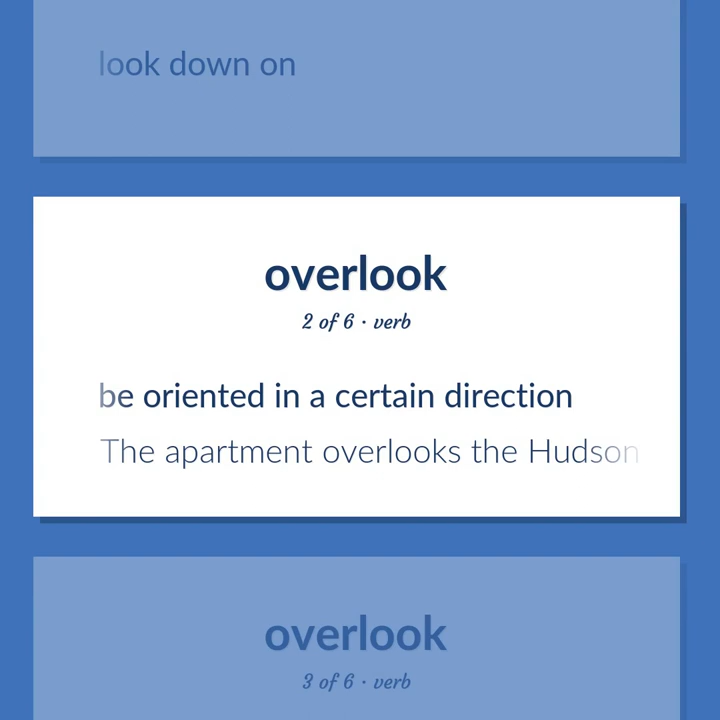 look down on
overlook
2 of 6 · verb
be oriented in a certain direction
The apartment overlooks the Hudson
overlook
3 of 6 · verb